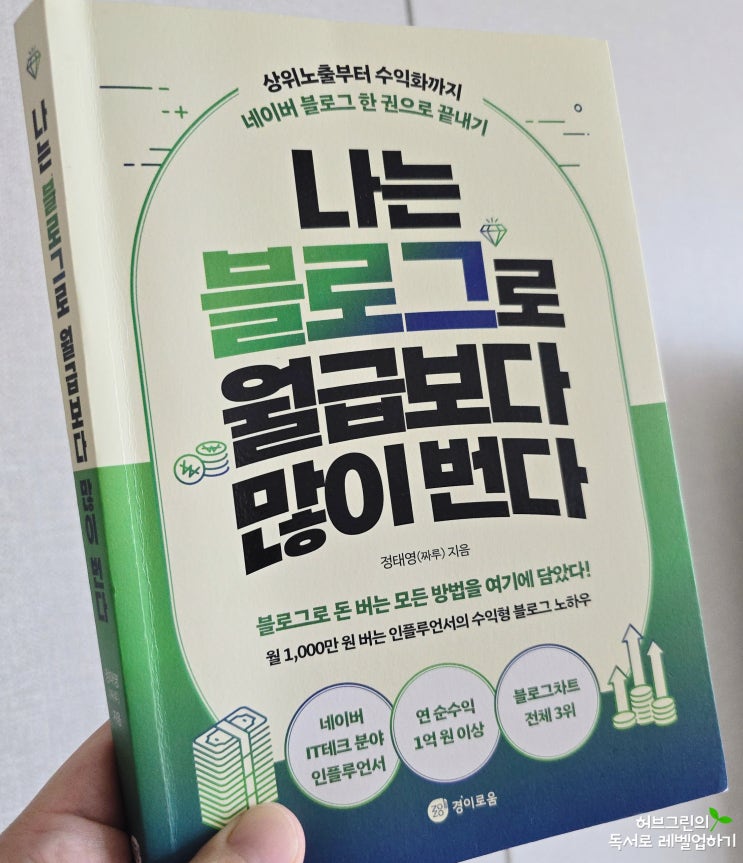 상위노출부터 수익화까지
네이버 블로그 한 권으로 끝내기
나는
블로그로
월급보다
많이 번다
정태영(짜루) 지음
블로그로 돈 버는 모든 방법을 여기에 담았다!
월 1,000만 원 버는 인플루언서의 수익형 블로그 노하우
네이버
IT테크 분야
인플루언서
연 순수익
1억 원 이상
블로그차트
전체 3위
경이로움
나는 블로그로 월급보다 많이 번다
허브그린의
독서로 레벨업하기